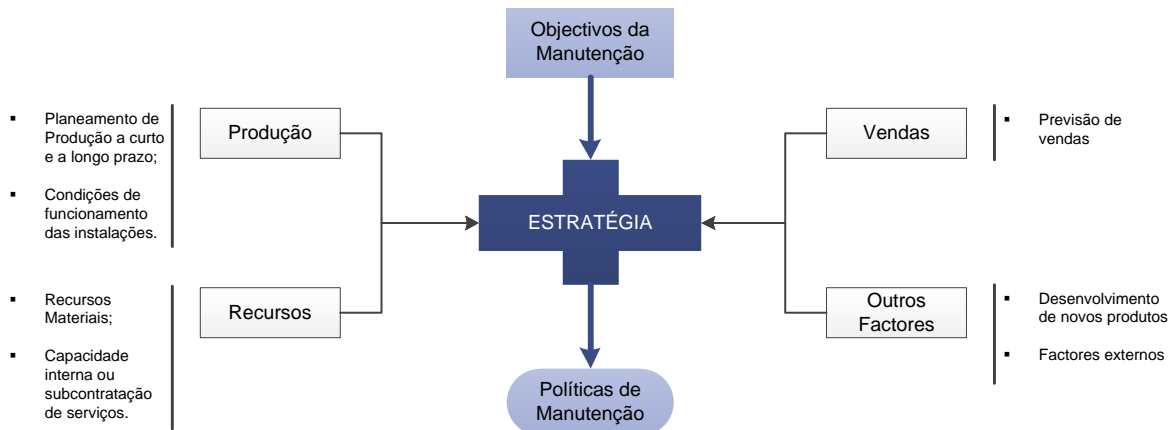 Objectivos da
Manutenção
▪ Planeamento de
Produção a curto
e a longo prazo;
▪ Condições de
funcionamento
das instalações.
Produção
Vendas
▪ Previsão de
vendas
ESTRATÉGIA
▪ Recursos
Materiais;
▪ Capacidade
interna ou
subcontratação
de serviços.
Recursos
Outros
Factores
▪ Desenvolvimento
de novos produtos
▪ Factores externos
Políticas de
Manutenção